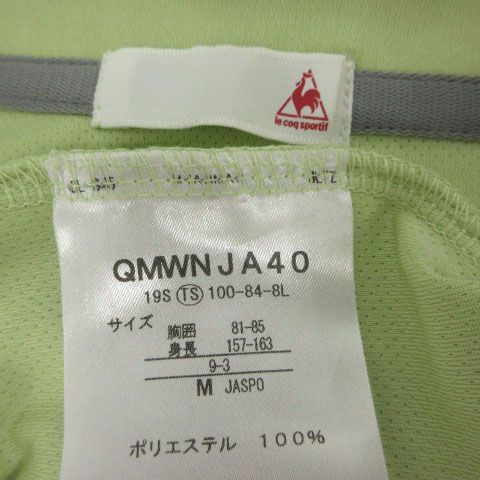 le coq sportif
QMWNJA40
19S TS 100-84-8L
サイズ 胸囲 81-85
身長 157-163
9-3
M JASPO
ポリエステル 100%